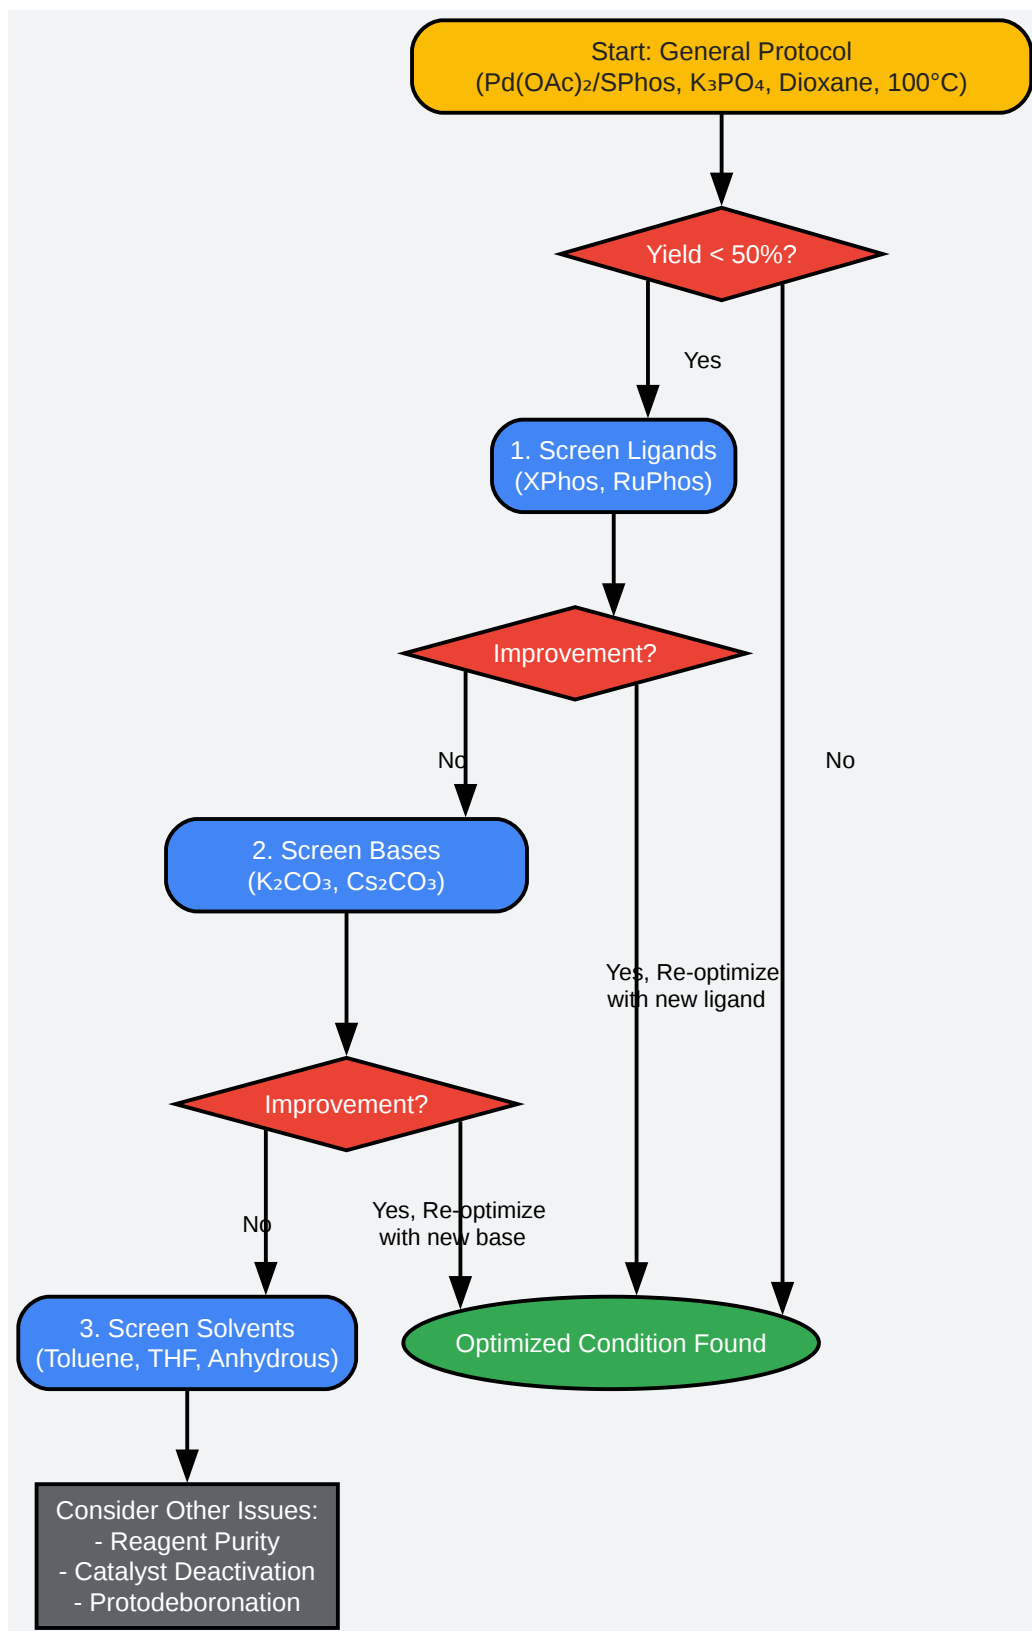 Start: General Protocol
(Pd(OAc)₂/SPhos, K₃PO₄, Dioxane, 100°C)
Yield < 50%?
Yes
1. Screen Ligands
(XPhos, RuPhos)
Improvement?
No
No
2. Screen Bases
(K₂CO₃, Cs₂CO₃)
Yes, Re-optimize
with new ligand
Improvement?
No
Yes, Re-optimize
with new base
3. Screen Solvents
(Toluene, THF, Anhydrous)
Optimized Condition Found
Consider Other Issues:
- Reagent Purity
- Catalyst Deactivation
- Protodeboronation